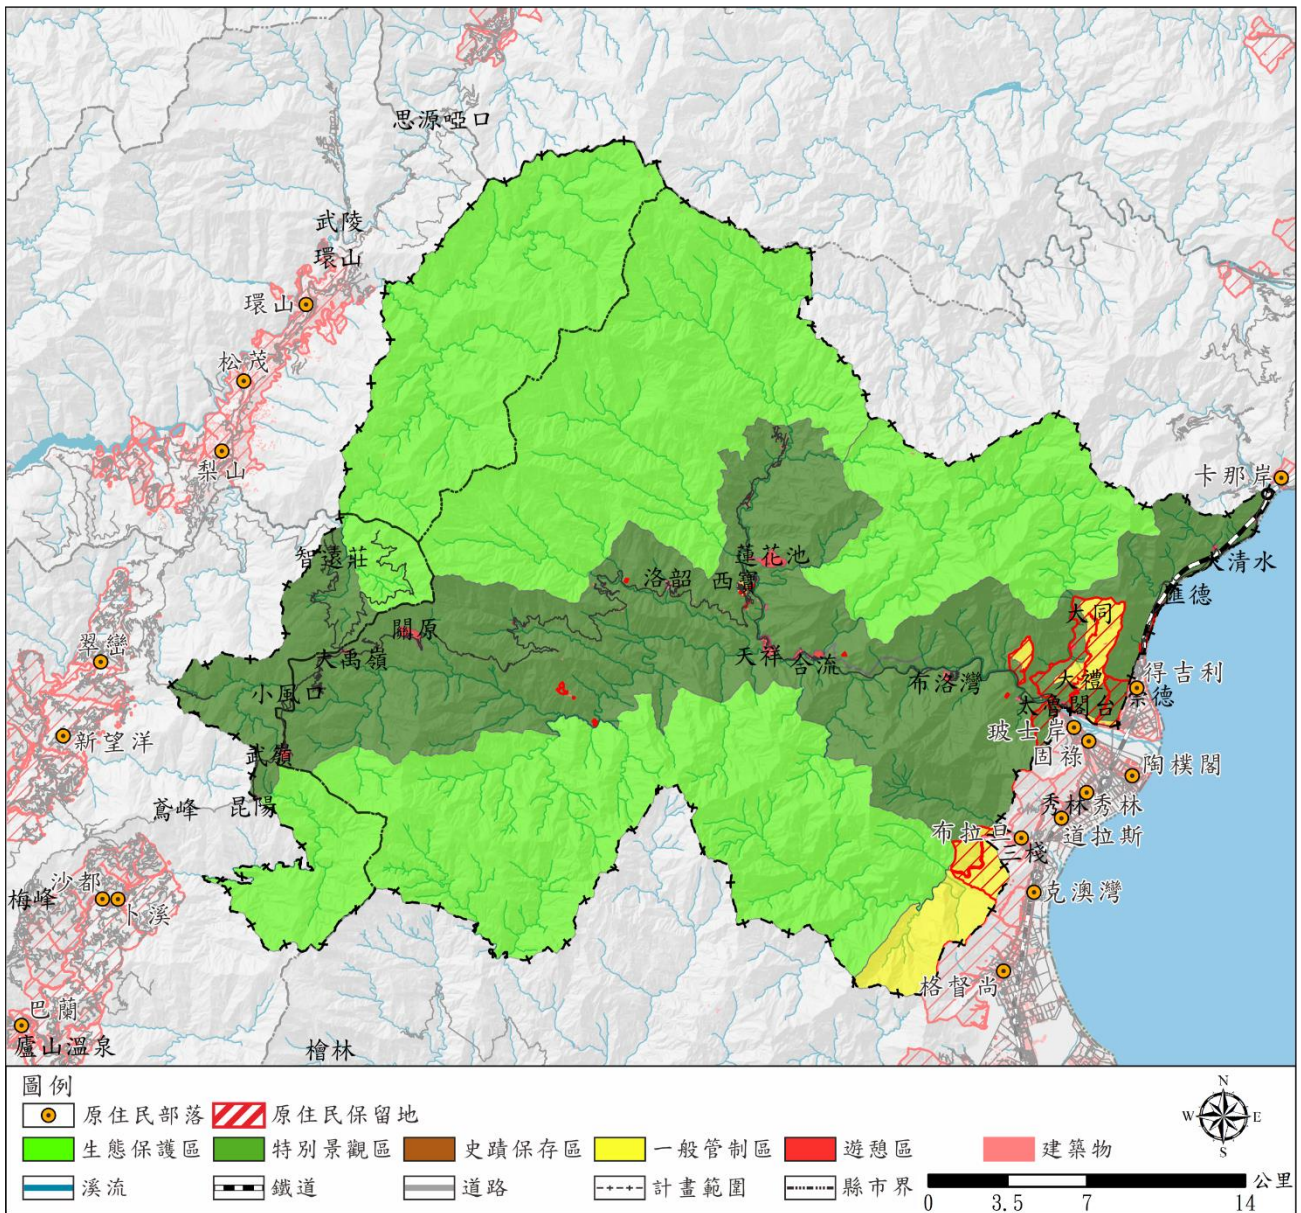 思源啞口
武陵
環山
環山
松茂
梨山
卡那岸
智遠莊
蓮花池
洛韶
西寶
大清水
匯德
大同
關原
大禹嶺
天祥
合流
布洛灣
大禮
得吉利
崇德
太魯閣台
翠巒
小風口
玻士岸
固祿
新望洋
武嶺
陶樸閣
鳶峰
昆陽
秀林
秀林
布拉旦
道拉斯
三棧
沙都
梅峰
卜溪
克澳灣
格督尚
巴蘭
廬山溫泉
檜林
圖例
原住民部落
原住民保留地
生態保護區
特別景觀區
史蹟保存區
一般管制區
遊憩區
建築物
溪流
鐵道
道路
計畫範圍
縣市界
N
W
E
S
公里
0
3.5
7
14